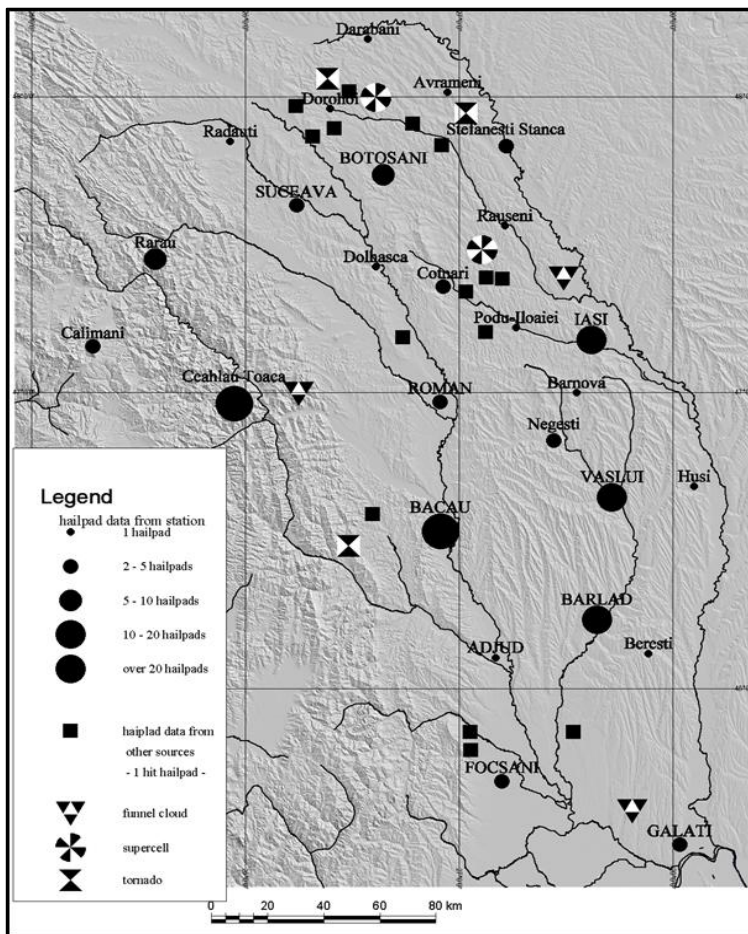 Darabani
Avrameni
Dorohoi
Stefanesti Stanca
Radauti
BOTOSANI
SUCEAVA
Rauseni
Rarau
Dolhasca
Cotnari
Podu-Iloaiei
IASI
Calimani
Ceahlau-Toaca
ROMAN
Barnova
Negesti
VASLUI
Husi
BACAU
BARLAD
ADJUD
Beresti
FOCSANI
GALATI
Legend
hailpad data from station
1 hailpad
2 - 5 hailpads
5 - 10 hailpads
10 - 20 hailpads
over 20 hailpads
haiplad data from
other sources
- 1 hit hailpad -
funnel cloud
supercell
tornado
0 20 40 60 80 km